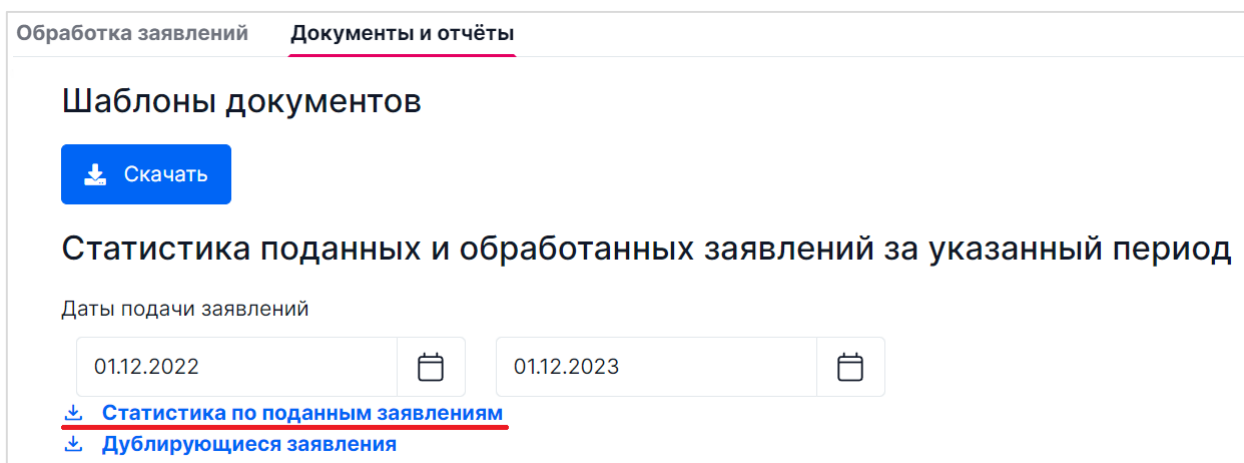 Обработка заявлений Документы и отчёты
Шаблоны документов
Скачать
Статистика поданных и обработанных заявлений за указанный период
Даты подачи заявлений
01.12.2022 01.12.2023
Статистика по поданным заявлениям
Дублирующиеся заявления